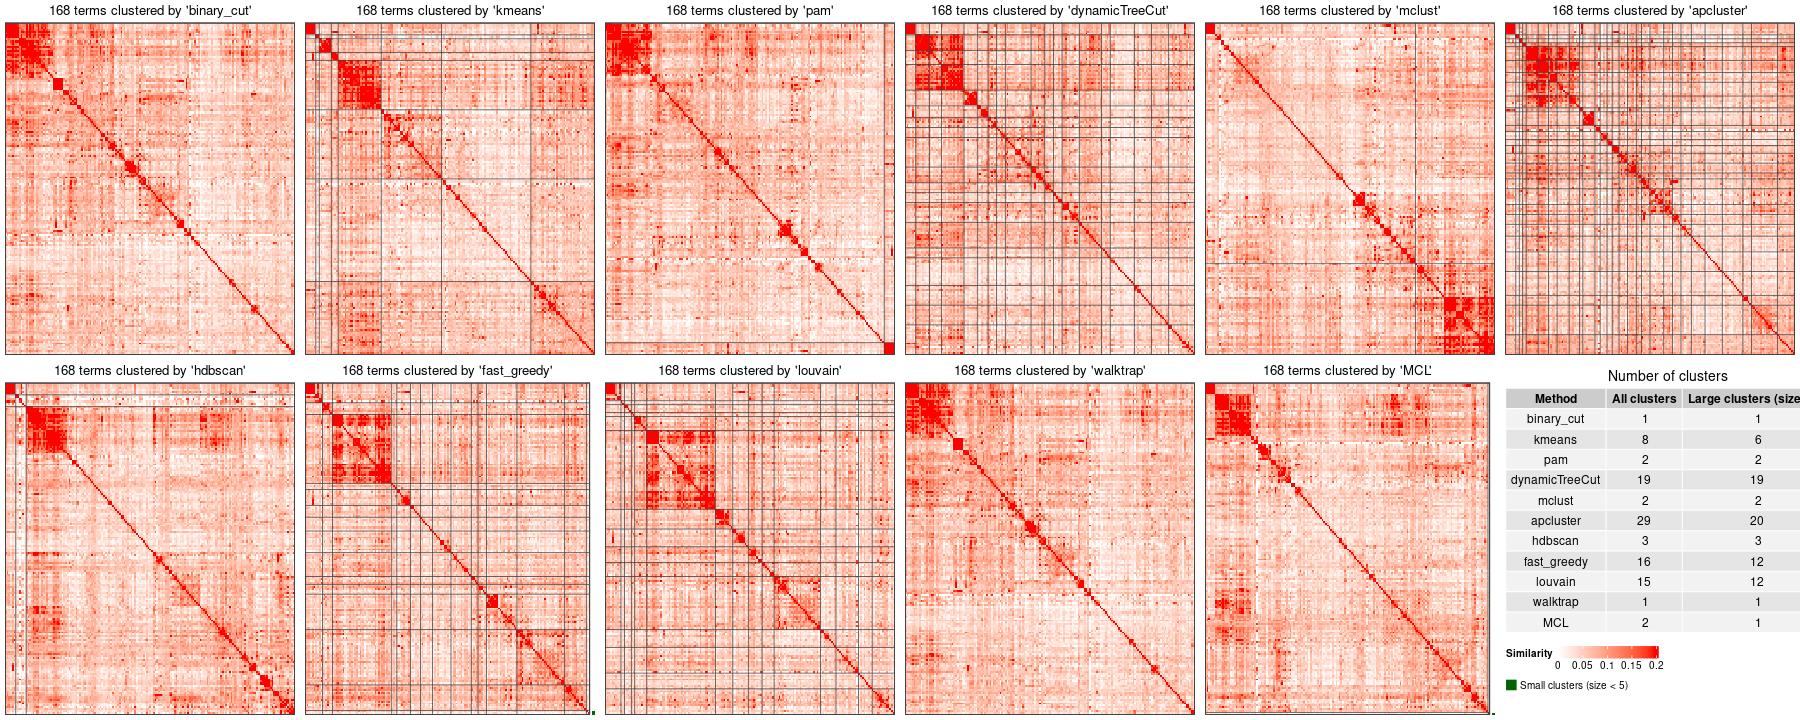 168 terms clustered by 'binary_cut'
168 terms clustered by 'kmeans'
168 terms clustered by 'pam'
168 terms clustered by 'dynamicTreeCut'
168 terms clustered by 'mclust'
168 terms clustered by 'apcluster'
168 terms clustered by 'hdbscan'
168 terms clustered by 'fast_greedy'
168 terms clustered by 'louvain'
168 terms clustered by 'walktrap'
168 terms clustered by 'MCL'
Number of clusters
Method All clusters Large clusters (size
binary_cut 1 1
kmeans 8 6
pam 2 2
dynamicTreeCut 19 19
mclust 2 2
apcluster 29 20
hdbscan 3 3
fast_greedy 16 12
louvain 15 12
walktrap 1 1
MCL 2 1
Similarity
0 0.05 0.1 0.15 0.2
Small clusters (size < 5)